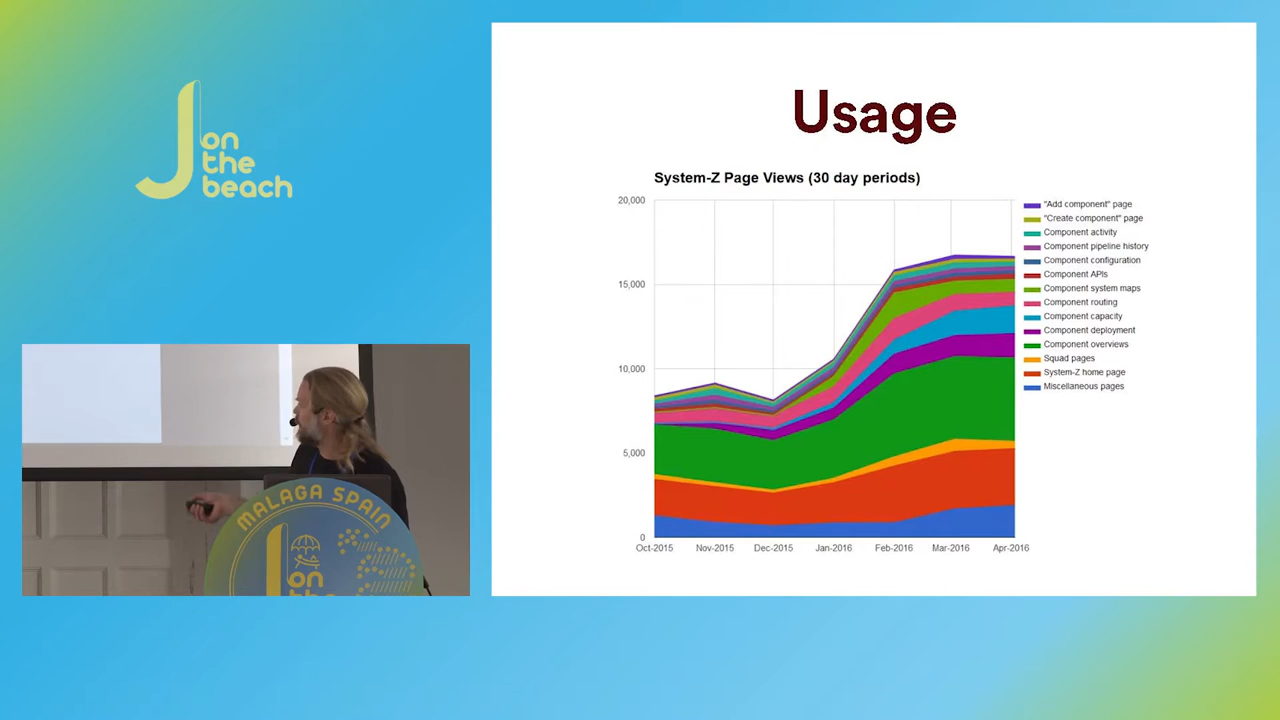 J on
the
beach
Usage
System-Z Page Views (30 day periods)
20,000
15,000
10,000
5,000
0
Oct-2015
Nov-2015
Dec-2015
Jan-2016
Feb-2016
Mar-2016
Apr-2016
"Add component" page
"Create component" page
Component activity
Component pipeline history
Component configuration
Component APIs
Component system maps
Component routing
Component capacity
Component deployment
Component overviews
Squad pages
System-Z home page
Miscellaneous pages
MALAGA SPAIN
J on
the